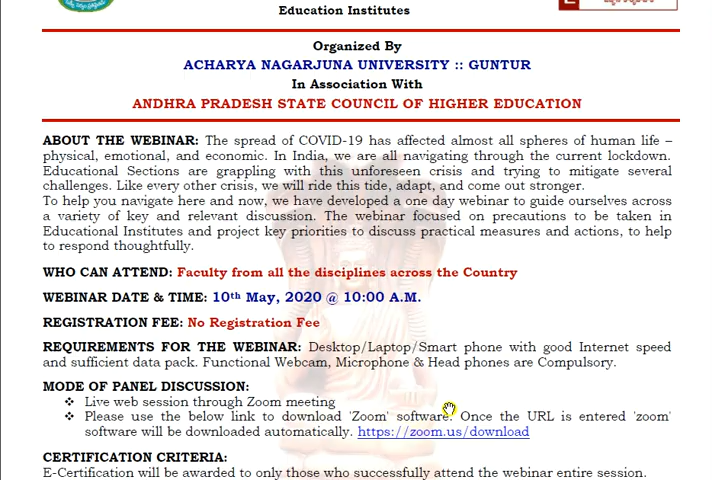 Education Institutes
Organized By
ACHARYA NAGARJUNA UNIVERSITY :: GUNTUR
In Association With
ANDHRA PRADESH STATE COUNCIL OF HIGHER EDUCATION
ABOUT THE WEBINAR: The spread of COVID-19 has affected almost all spheres of human life –
physical, emotional, and economic. In India, we are all navigating through the current lockdown.
Educational Sections are grappling with this unforeseen crisis and trying to mitigate several
challenges. Like every other crisis, we will ride this tide, adapt, and come out stronger.
To help you navigate here and now, we have developed a one day webinar to guide ourselves across
a variety of key and relevant discussion. The webinar focused on precautions to be taken in
Educational Institutes and project key priorities to discuss practical measures and actions, to help
to respond thoughtfully.
WHO CAN ATTEND: Faculty from all the disciplines across the Country
WEBINAR DATE & TIME: 10th May, 2020 @ 10:00 A.M.
REGISTRATION FEE: No Registration Fee
REQUIREMENTS FOR THE WEBINAR: Desktop/Laptop/Smart phone with good Internet speed
and sufficient data pack. Functional Webcam, Microphone & Head phones are Compulsory.
MODE OF PANEL DISCUSSION:
❖ Live web session through Zoom meeting
❖ Please use the below link to download 'Zoom' software. Once the URL is entered 'zoom'
software will be downloaded automatically. https://zoom.us/download
CERTIFICATION CRITERIA:
E-Certification will be awarded to only those who successfully attend the webinar entire session.